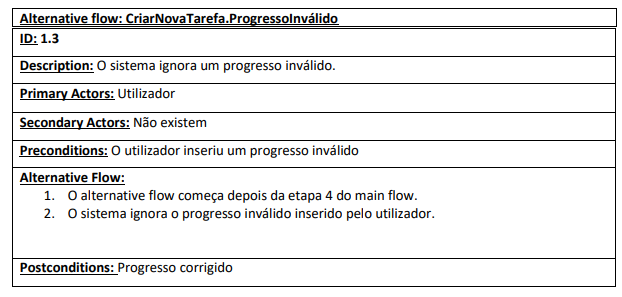 Alternative flow: CriarNovaTarefa.ProgressoInválido
ID: 1.3
Description: O sistema ignora um progresso inválido.
Primary Actors: Utilizador
Secondary Actors: Não existem
Preconditions: O utilizador inseriu um progresso inválido
Alternative Flow:
1. O alternative flow começa depois da etapa 4 do main flow.
2. O sistema ignora o progresso inválido inserido pelo utilizador.
Postconditions: Progresso corrigido